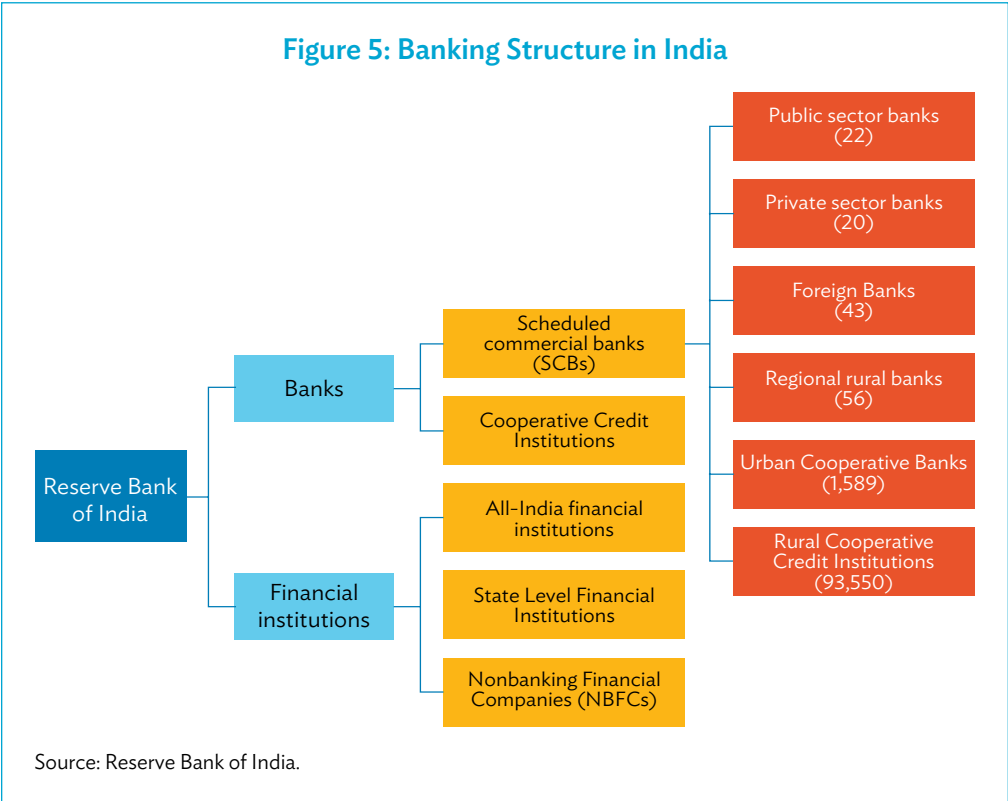 Figure 5: Banking Structure in India
Reserve Bank
of India
Banks
Financial
institutions
Scheduled
commercial banks
(SCBs)
Cooperative Credit
Institutions
All-India financial
institutions
State Level Financial
Institutions
Nonbanking Financial
Companies (NBFCs)
Public sector banks
(22)
Private sector banks
(20)
Foreign Banks
(43)
Regional rural banks
(56)
Urban Cooperative Banks
(1,589)
Rural Cooperative
Credit Institutions
(93,550)
Source: Reserve Bank of India.